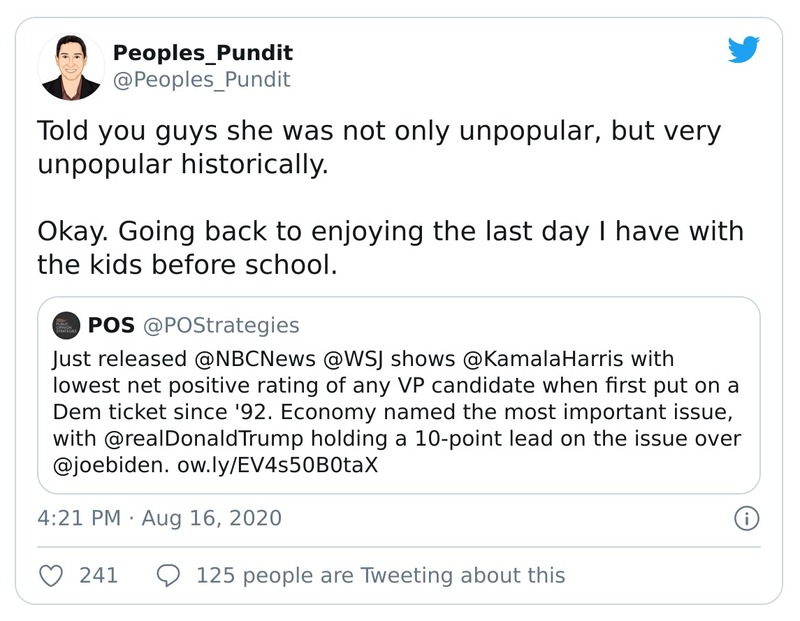 Peoples_Pundit
@Peoples_Pundit
Told you guys she was not only unpopular, but very
unpopular historically.
Okay. Going back to enjoying the last day I have with
the kids before school.
POS @POStrategies
Just released @NBCNews @WSJ shows @KamalaHarris with
lowest net positive rating of any VP candidate when first put on a
Dem ticket since '92. Economy named the most important issue,
with @realDonaldTrump holding a 10-point lead on the issue over
@joebiden. ow.ly/EV4s50B0taX
4:21 PM · Aug 16, 2020
241 125 people are Tweeting about this